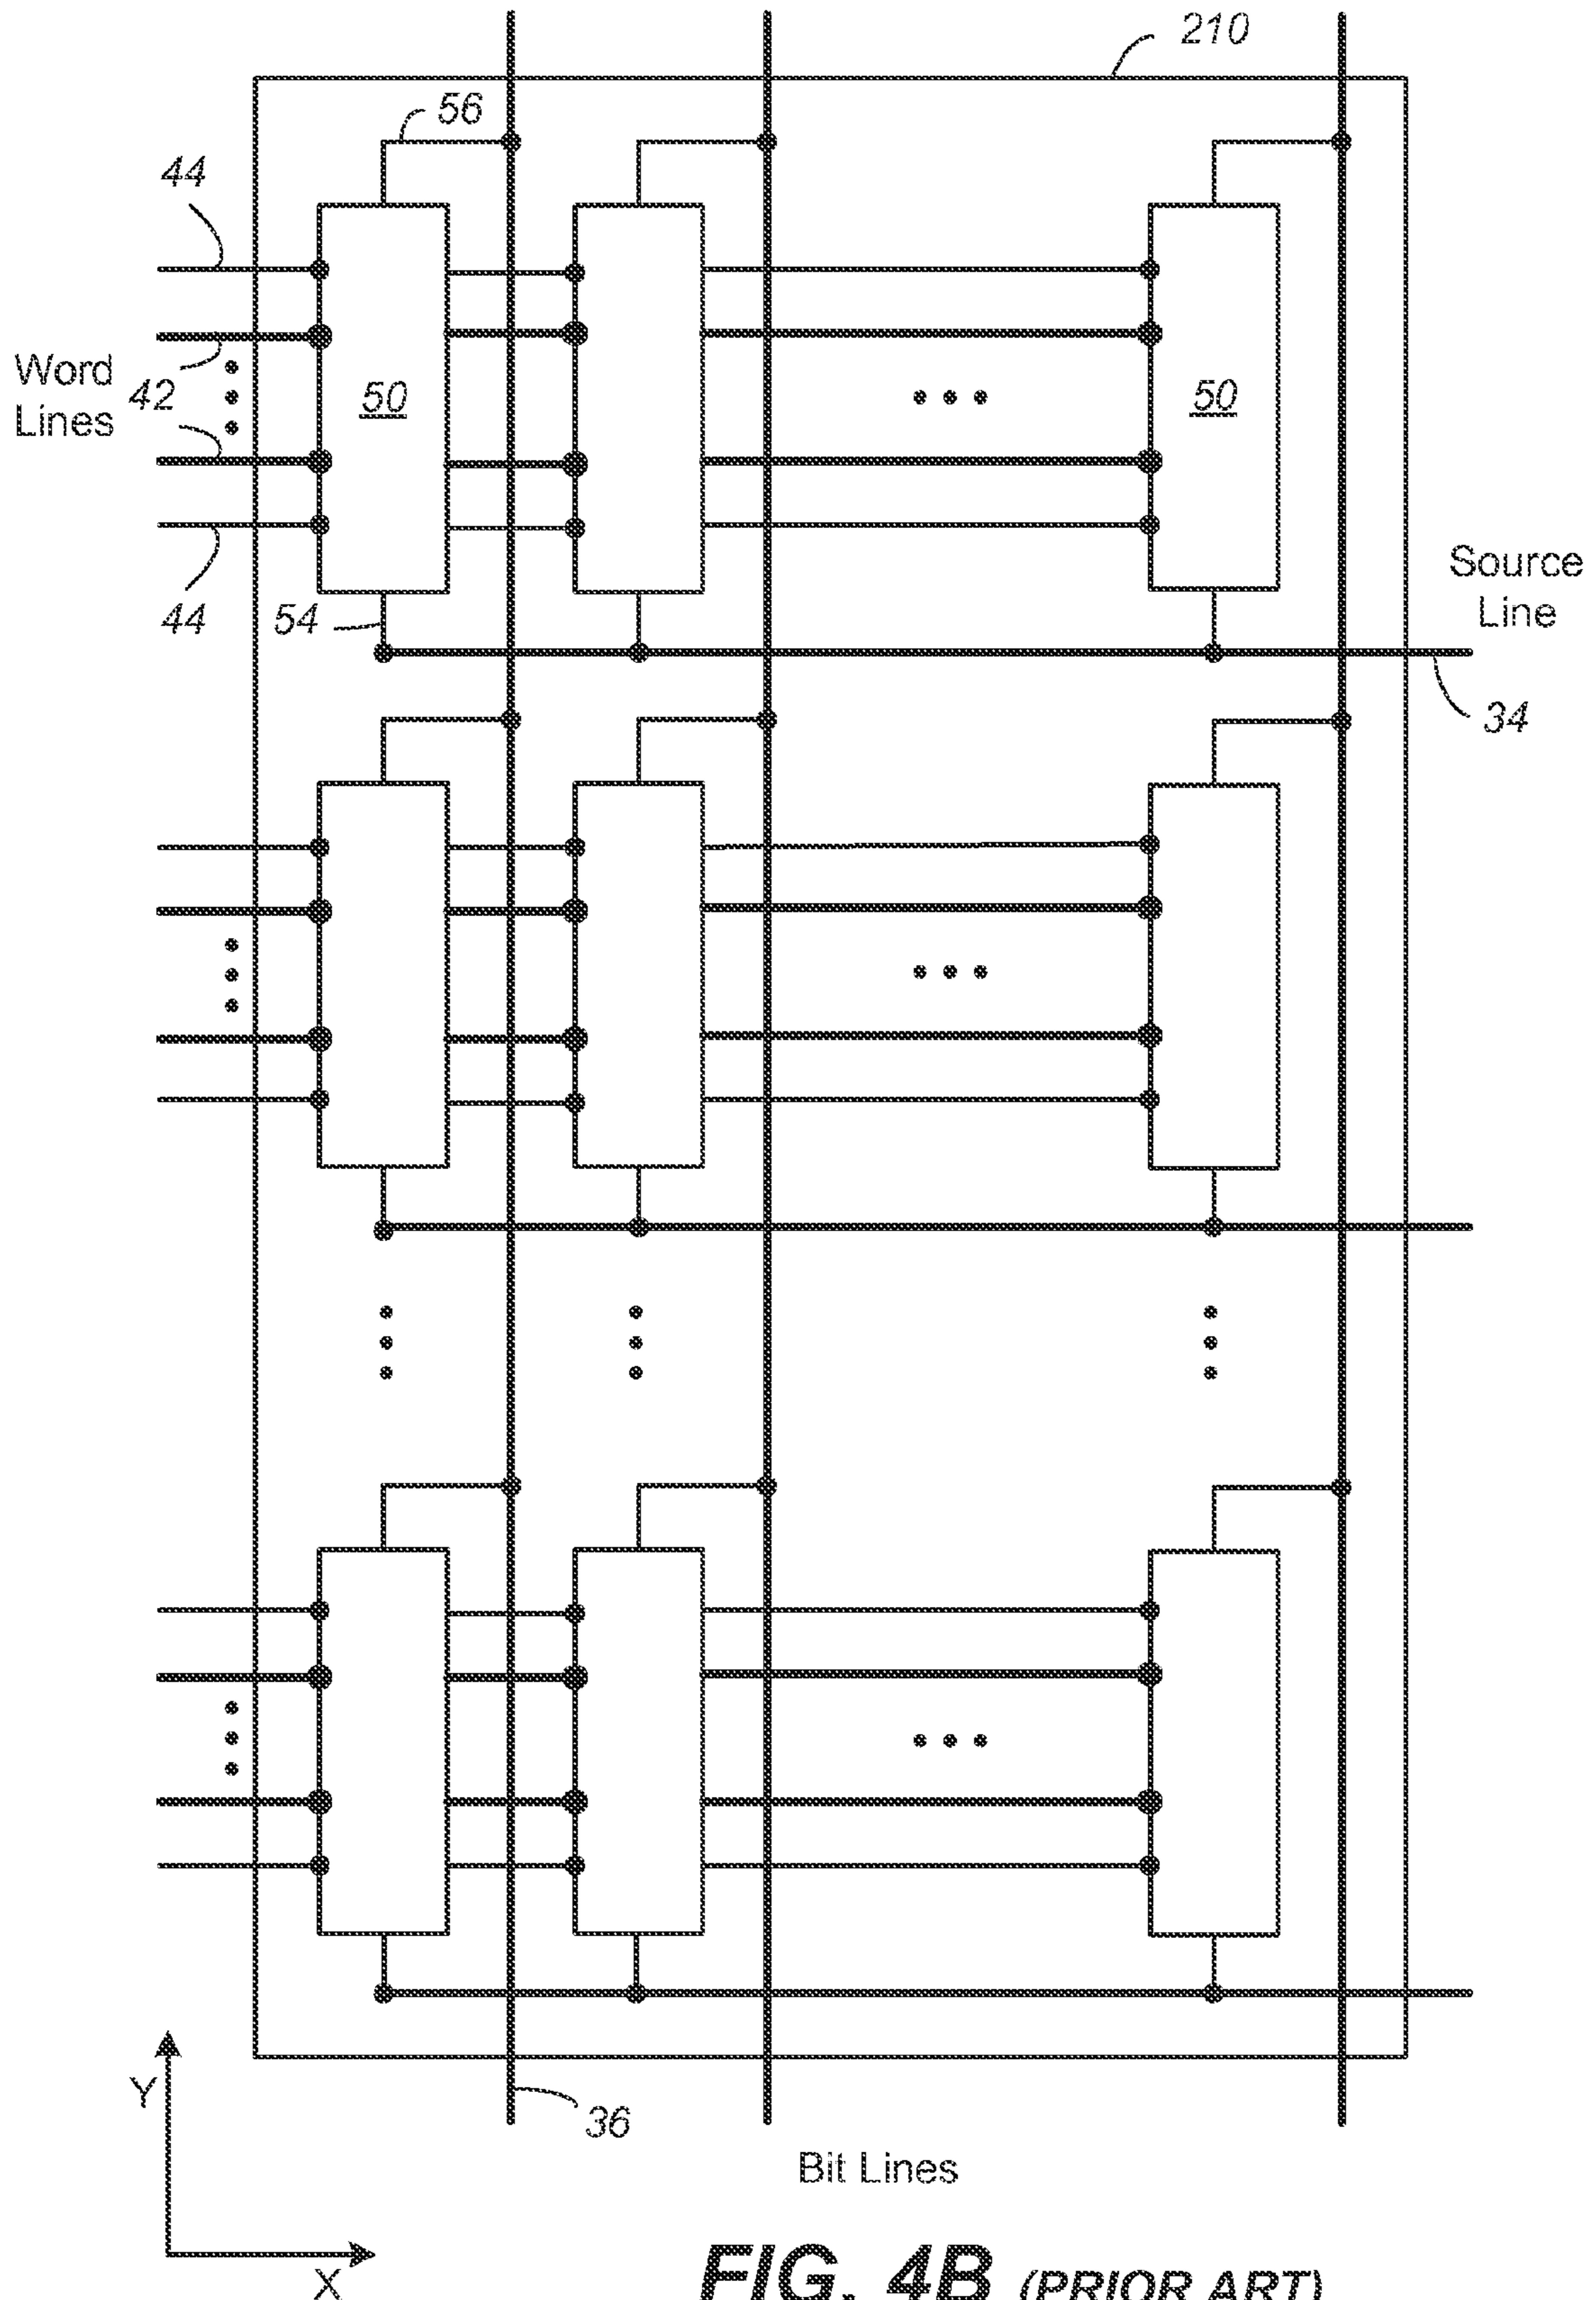 210
56
44
Word
Lines
42
50
50
44
54
Source
Line
34
Y
36
Bit Lines
X
FIG. 4B (PRIOR ART)